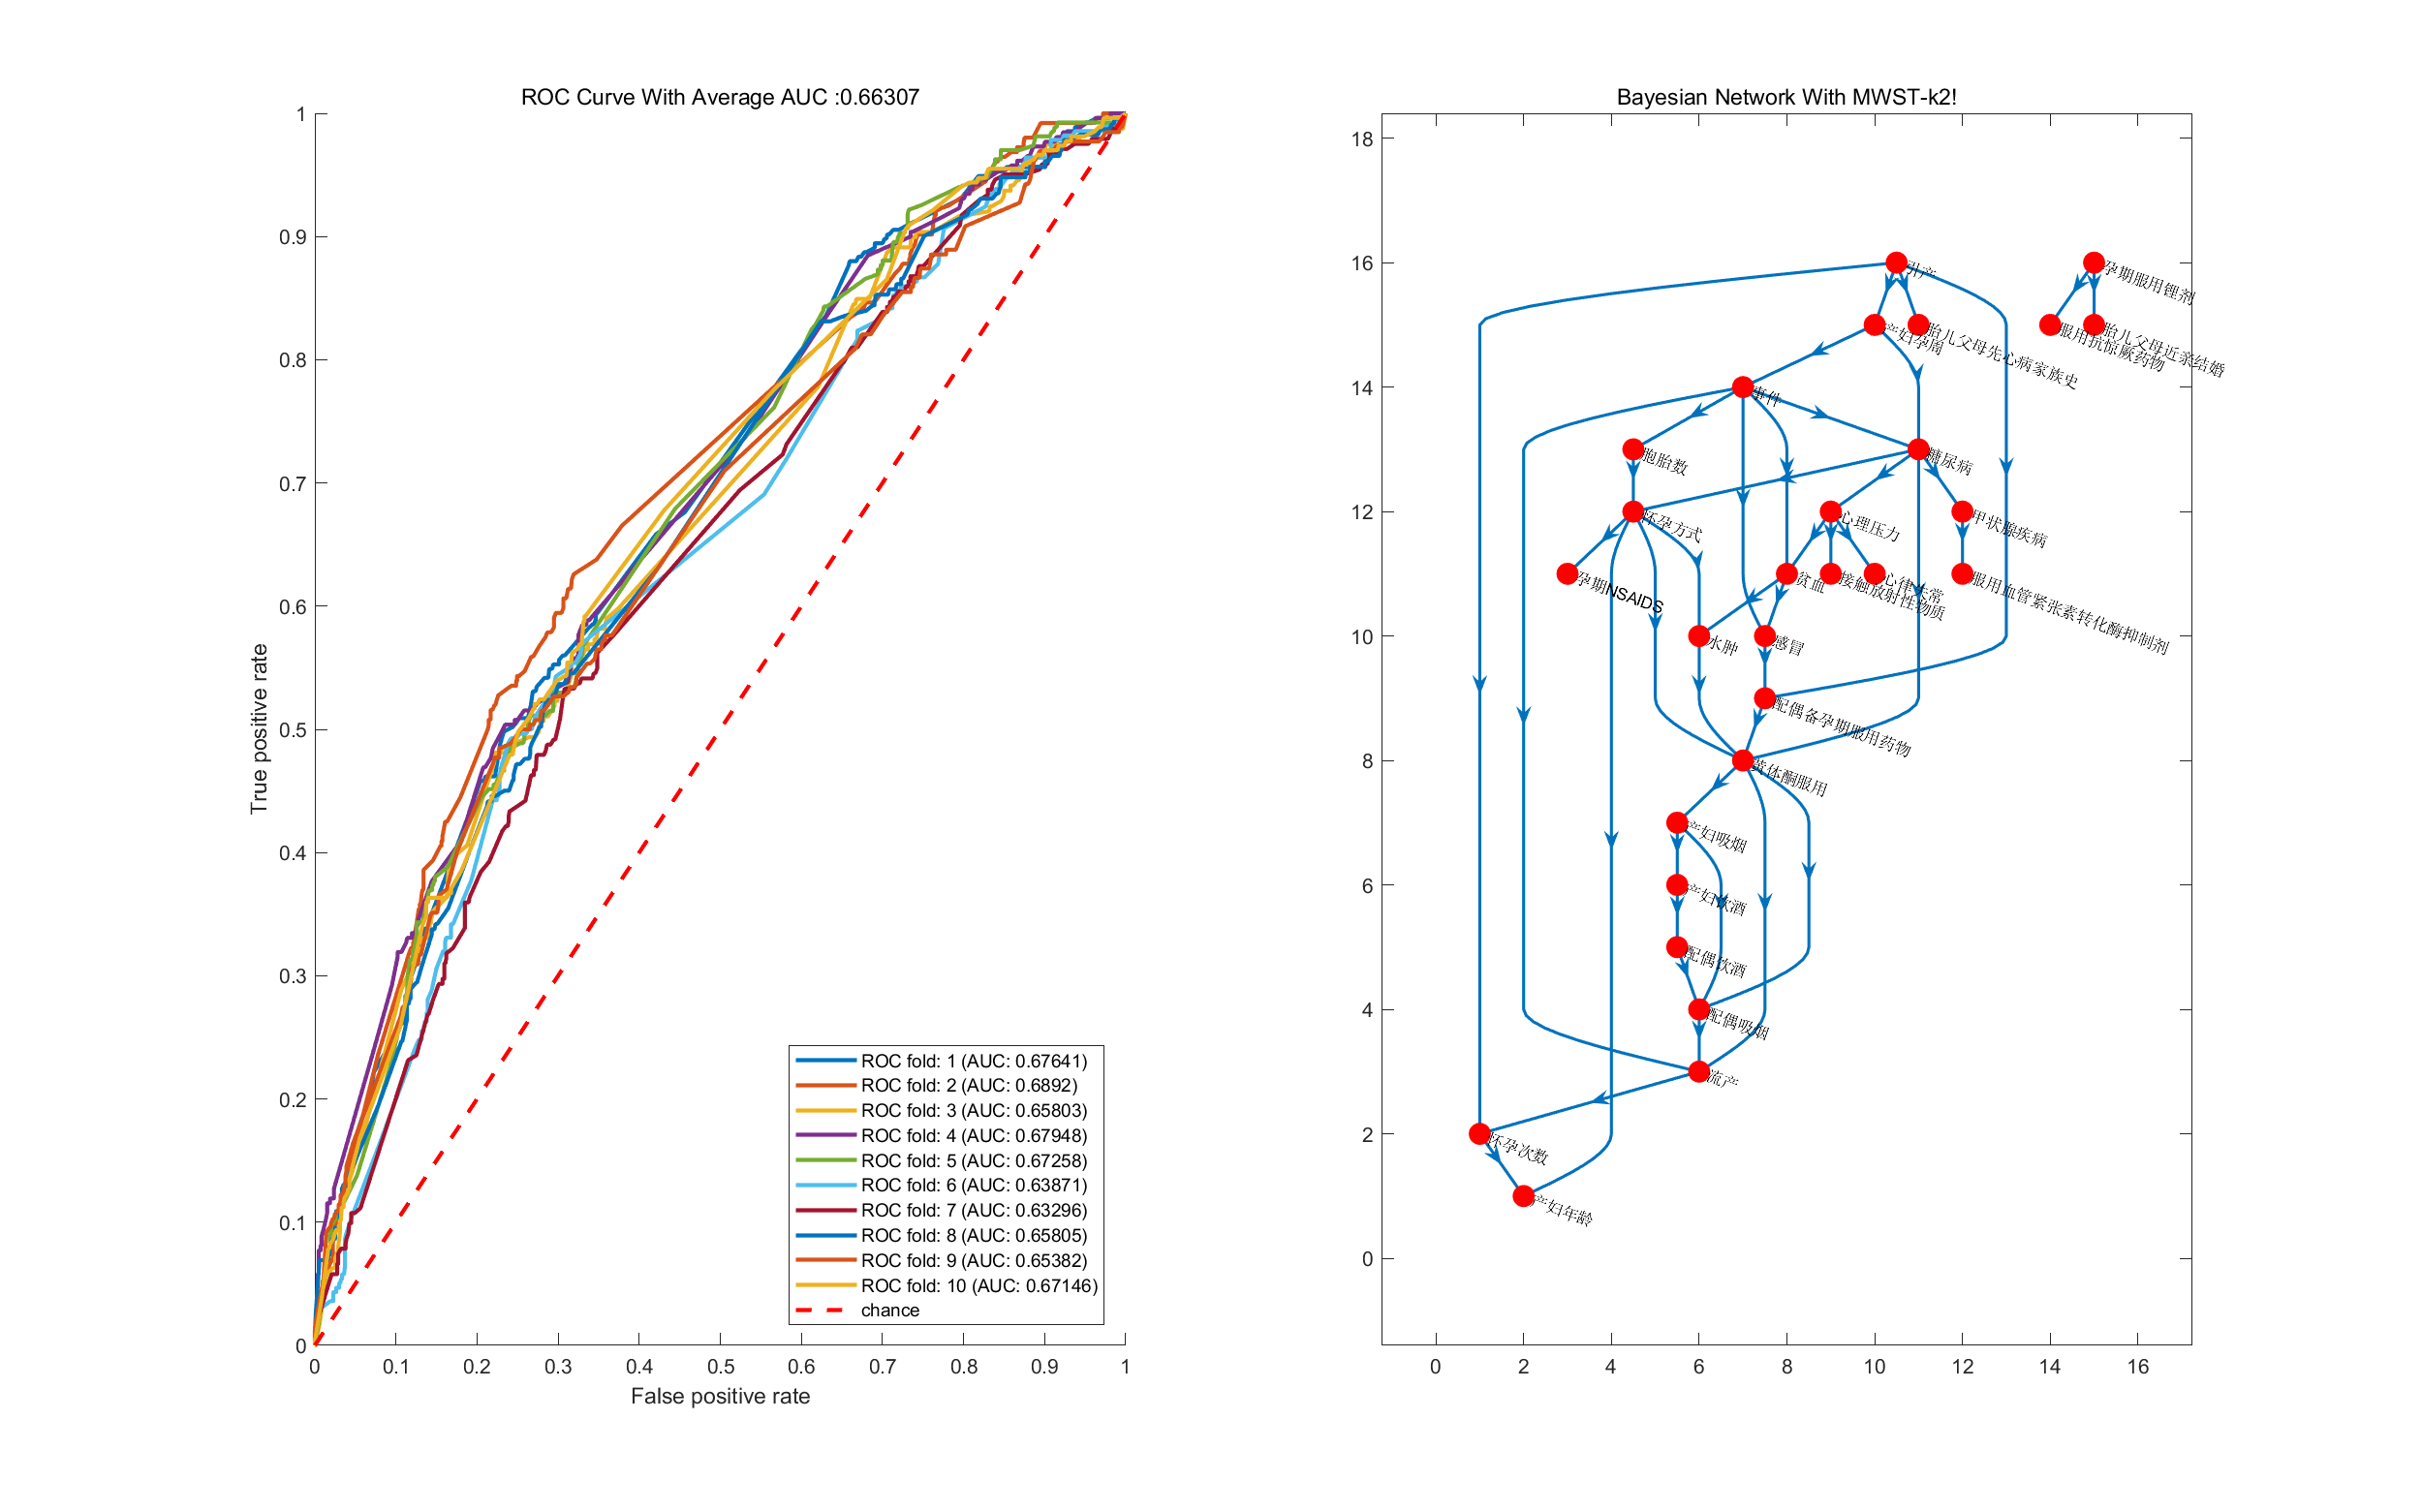 ROC Curve With Average AUC :0.66307
1
0.9
0.8
0.7
0.6
0.5
0.4
0.3
0.2
0.1
0
True positive rate
0 0.1 0.2 0.3 0.4 0.5 0.6 0.7 0.8 0.9 1
False positive rate
ROC fold: 1 (AUC: 0.67641)
ROC fold: 2 (AUC: 0.6892)
ROC fold: 3 (AUC: 0.65803)
ROC fold: 4 (AUC: 0.67948)
ROC fold: 5 (AUC: 0.67258)
ROC fold: 6 (AUC: 0.63871)
ROC fold: 7 (AUC: 0.63296)
ROC fold: 8 (AUC: 0.65805)
ROC fold: 9 (AUC: 0.65382)
ROC fold: 10 (AUC: 0.67146)
chance
Bayesian Network With MWST-k2!
18
16
14
12
10
8
6
4
2
0
0 2 4 6 8 10 12 14 16
引产
孕期服用锂剂
产妇孕周
胎儿父母先心病家族史
服用抗惊厥药物
胎儿父母近亲结婚
事件
胞胎数
糖尿病
怀孕方式
心理压力
甲状腺疾病
孕期NSAIDS
贫血
接触放射性物质
心律失常
服用血管紧张素转化酶抑制剂
水肿
感冒
配偶备孕期服用药物
黄体酮服用
产妇吸烟
产妇饮酒
配偶饮酒
配偶吸烟
流产
怀孕次数
产妇年龄